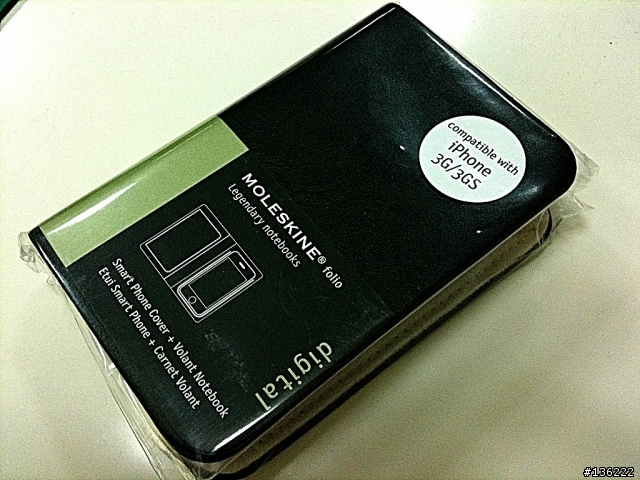 compatible with
iPhone
3G/3GS
MOLESKINE® folio
Legendary notebooks
Smart Phone Cover + Volant Notebook
Etui Smart Phone + Carnet Volant
digital
#136222